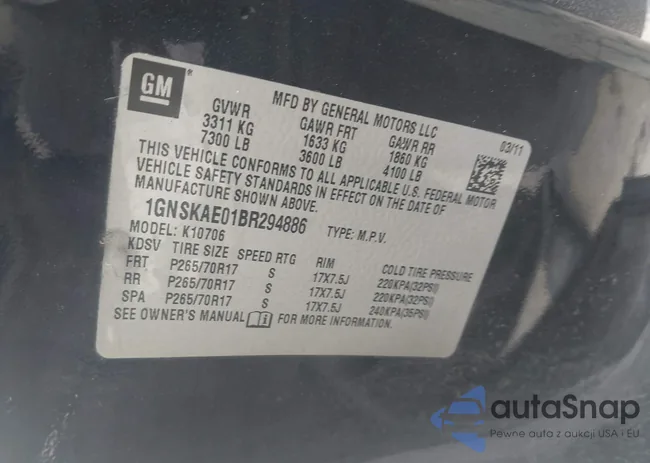 GM®
MFD BY GENERAL MOTORS LLC
GVWR GAWR FRT GAWR RR 03/11
3311 KG 1633 KG 1860 KG
7300 LB 3600 LB 4100 LB
THIS VEHICLE CONFORMS TO ALL APPLICABLE U.S. FEDERAL MOTOR
VEHICLE SAFETY STANDARDS IN EFFECT ON THE DATE OF
MANUFACTURE SHOWN ABOVE.
1GNSKAE01BR294886 TYPE: M.P.V.
MODEL: K10706
KDSV TIRE SIZE SPEED RTG RIM COLD TIRE PRESSURE
FRT P265/70R17 S 17X7.5J 220KPA(32PSI)
RR P265/70R17 S 17X7.5J 220KPA(32PSI)
SPA P265/70R17 S 17X7.5J 240KPA(35PSI)
SEE OWNER'S MANUAL FOR MORE INFORMATION.
autaSnap
Pewne auta z aukcji USA i EU